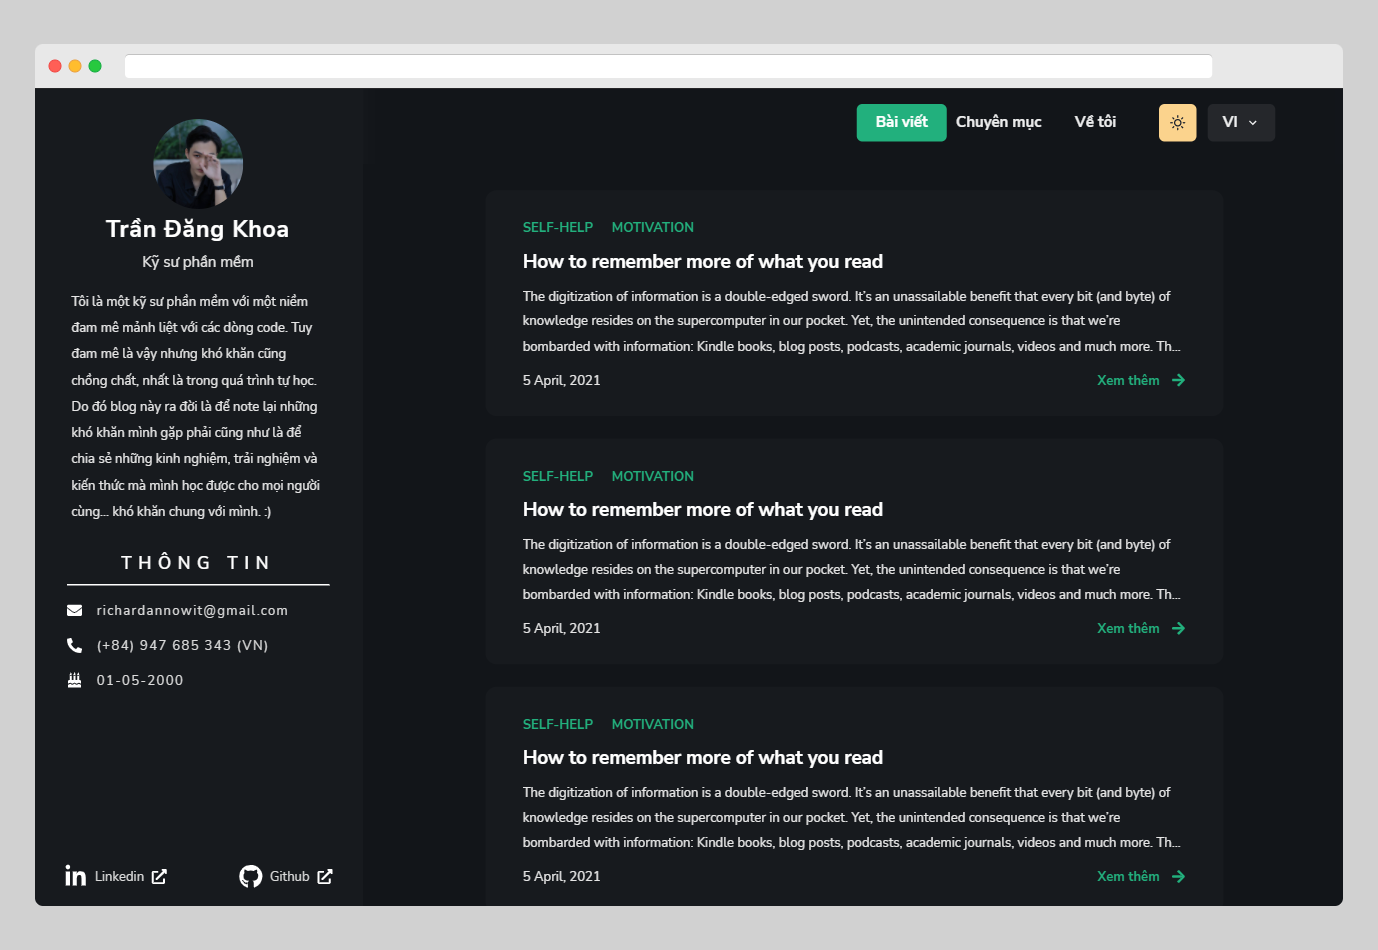 Trần Đăng Khoa
Kỹ sư phần mềm
Tôi là một kỹ sư phần mềm với một niềm
đam mê mảnh liệt với các dòng code. Tuy
đam mê là vậy nhưng khó khăn cũng
chồng chất, nhất là trong quá trình tự học.
Do đó blog này ra đời là để note lại những
khó khăn mình gặp phải cũng như là để
chia sẻ những kinh nghiệm, trải nghiệm và
kiến thức mà mình học được cho mọi người
cùng... khó khăn chung với mình. :)
THÔNG TIN
richardannowit@gmail.com
(+84) 947 685 343 (VN)
01-05-2000
Linkedin
Github
Bài viết Chuyên mục Về tôi VI
SELF-HELP MOTIVATION
How to remember more of what you read
The digitization of information is a double-edged sword. It’s an unassailable benefit that every bit (and byte) of
knowledge resides on the supercomputer in our pocket. Yet, the unintended consequence is that we’re
bombarded with information: Kindle books, blog posts, podcasts, academic journals, videos and much more. Th...
5 April, 2021 Xem thêm
SELF-HELP MOTIVATION
How to remember more of what you read
The digitization of information is a double-edged sword. It’s an unassailable benefit that every bit (and byte) of
knowledge resides on the supercomputer in our pocket. Yet, the unintended consequence is that we’re
bombarded with information: Kindle books, blog posts, podcasts, academic journals, videos and much more. Th...
5 April, 2021 Xem thêm
SELF-HELP MOTIVATION
How to remember more of what you read
The digitization of information is a double-edged sword. It’s an unassailable benefit that every bit (and byte) of
knowledge resides on the supercomputer in our pocket. Yet, the unintended consequence is that we’re
bombarded with information: Kindle books, blog posts, podcasts, academic journals, videos and much more. Th...
5 April, 2021 Xem thêm